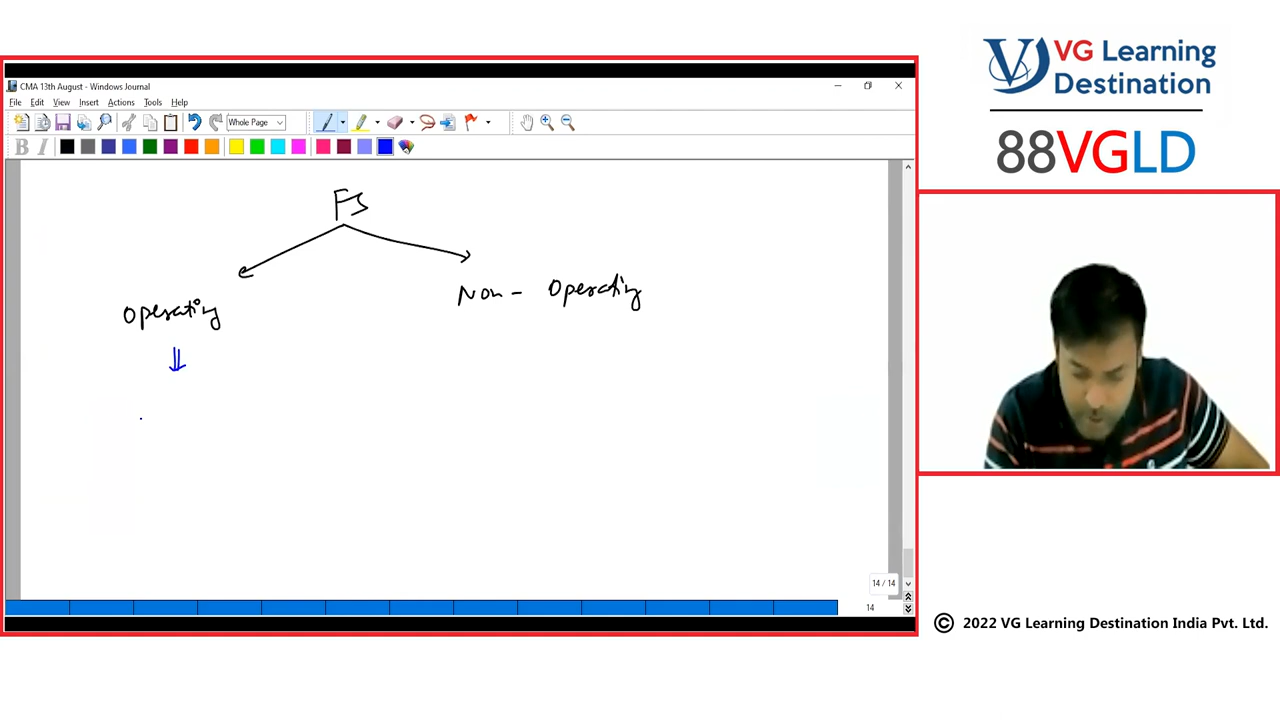 CMA 13th August - Windows Journal
File Edit View Insert Actions Tools Help
Whole Page
B I
FS
Operating
Non - Operating
14 / 14
14
VG Learning
Destination
88VGLD
© 2022 VG Learning Destination India Pvt. Ltd.